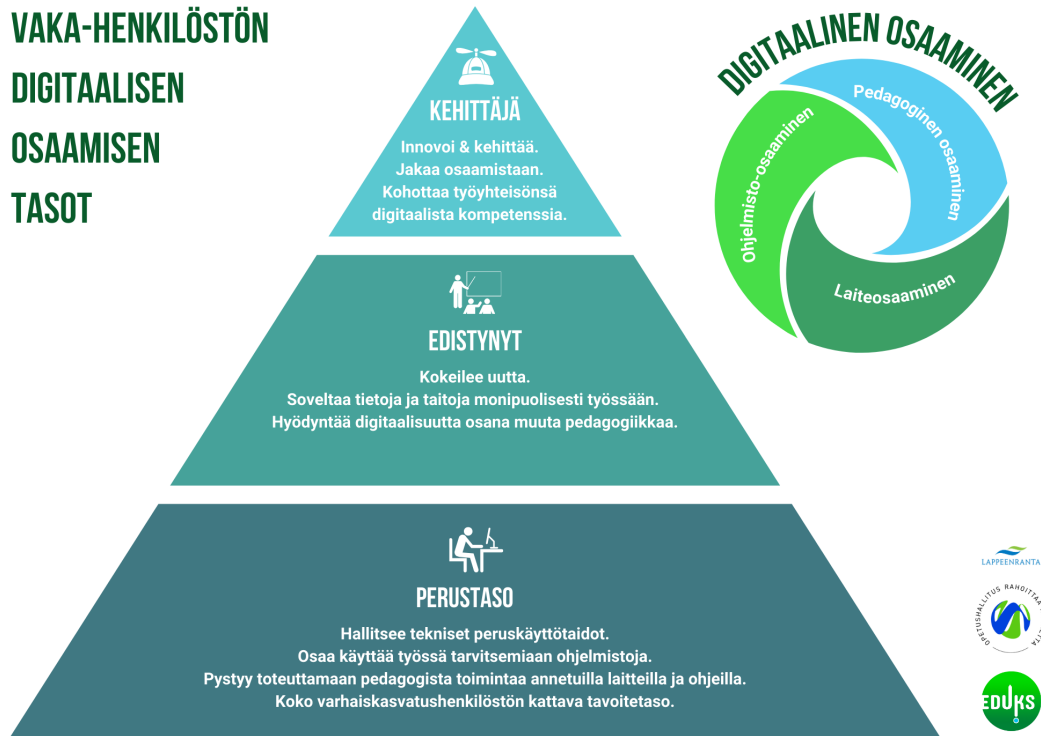 VAKA-HENKILÖSTÖN
DIGITAALISEN
OSAAMISEN
TASOT
KEHITTÄJÄ
Innovoi & kehittää.
Jakaa osaamistaan.
Kohottaa työyhteisönsä
digitaalista kompetenssia.
EDISTYNYT
Kokeilee uutta.
Soveltaa tietoja ja taitoja monipuolisesti työssään.
Hyödyntää digitaalisuutta osana muuta pedagogiikkaa.
PERUSTASO
Hallitsee tekniset peruskäyttötaidot.
Osaa käyttää työssä tarvitsemiaan ohjelmistoja.
Pystyy toteuttamaan pedagogista toimintaa annetuilla laitteilla ja ohjeilla.
Koko varhaiskasvatushenkilöstön kattava tavoitetaso.
DIGITAALINEN OSAAMINEN
Pedagoginen osaaminen
Ohjelmisto-osaaminen
Laiteosaaminen
LAPPEENRANTA
OPETUSHALLITUS RAHOITTAA
EDUKS